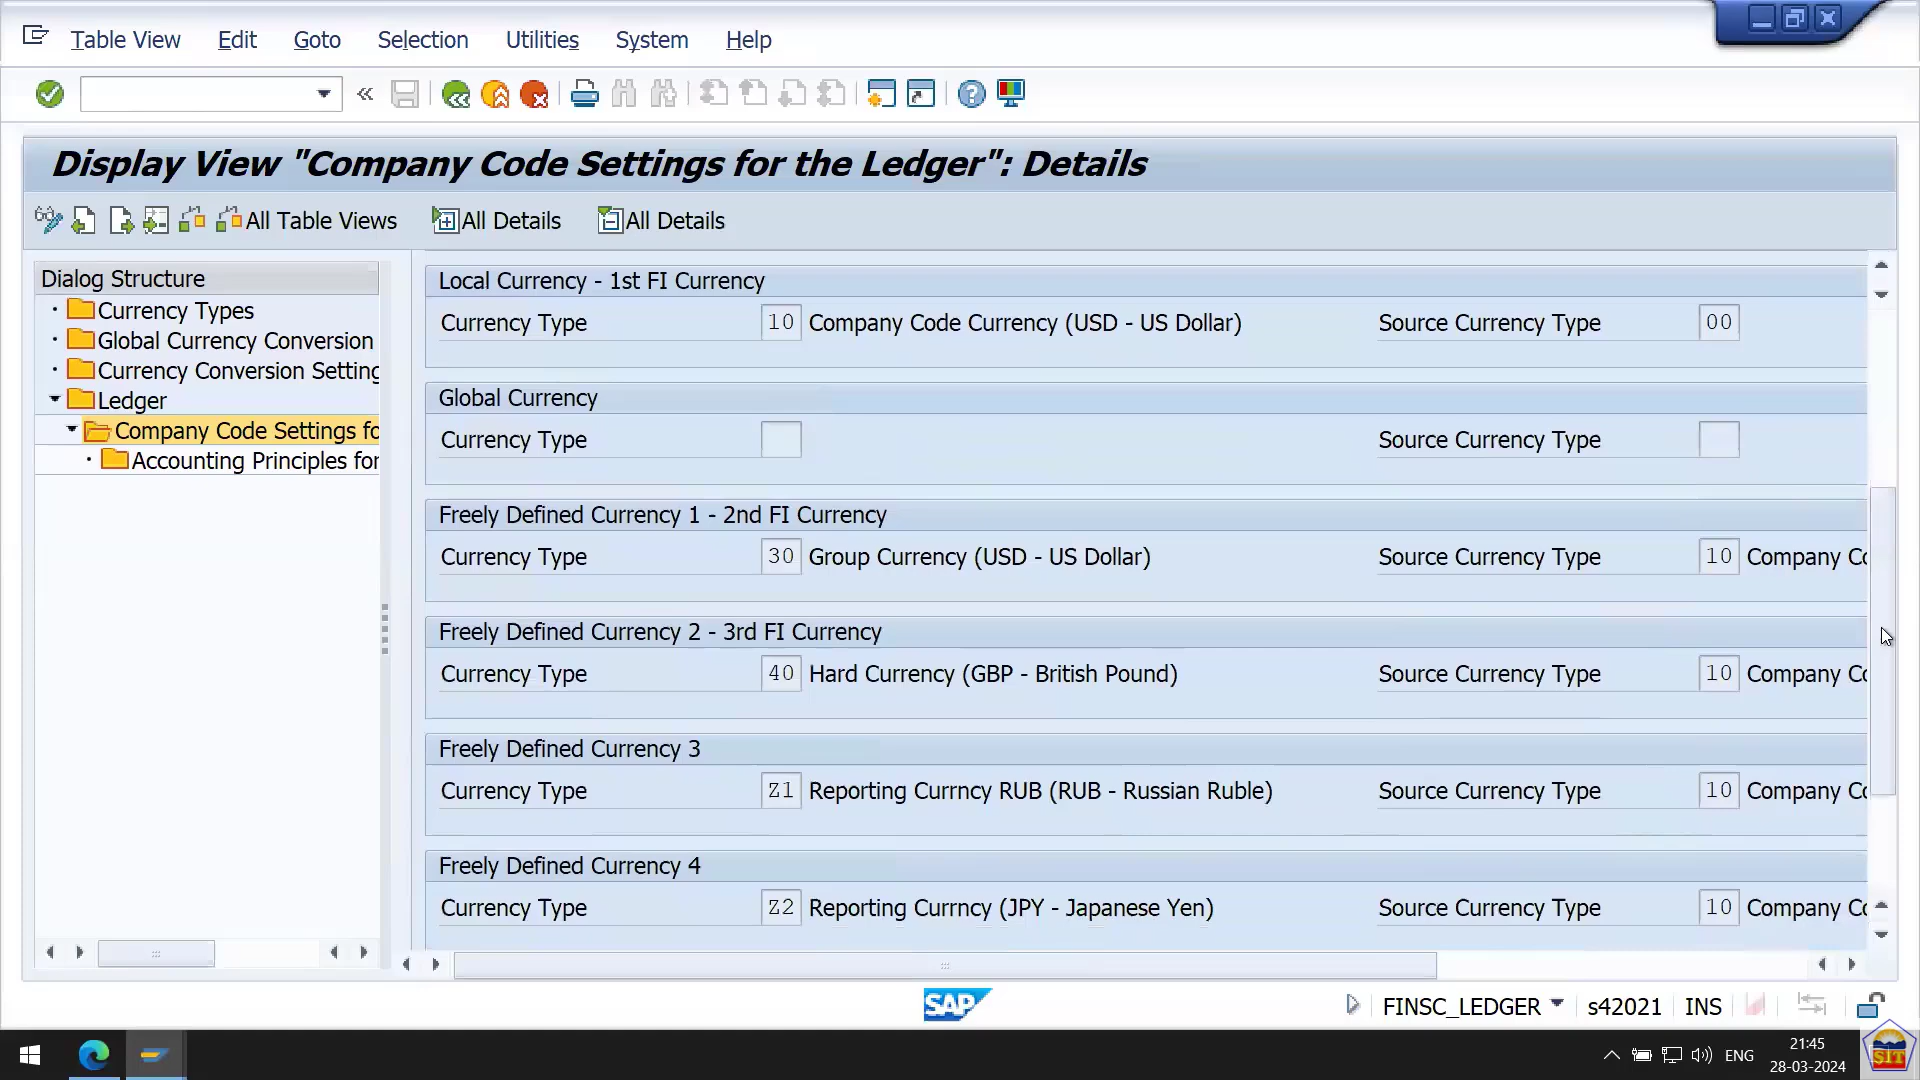 Table View Edit Goto Selection Utilities System Help
Display View "Company Code Settings for the Ledger": Details
All Table Views All Details All Details
Dialog Structure
Currency Types
Global Currency Conversion
Currency Conversion Setting
Ledger
Company Code Settings fo
Accounting Principles for
Local Currency - 1st FI Currency
Currency Type 10 Company Code Currency (USD - US Dollar) Source Currency Type 00
Global Currency
Currency Type Source Currency Type
Freely Defined Currency 1 - 2nd FI Currency
Currency Type 30 Group Currency (USD - US Dollar) Source Currency Type 10 Company Co
Freely Defined Currency 2 - 3rd FI Currency
Currency Type 40 Hard Currency (GBP - British Pound) Source Currency Type 10 Company Co
Freely Defined Currency 3
Currency Type Z1 Reporting Currncy RUB (RUB - Russian Ruble) Source Currency Type 10 Company Co
Freely Defined Currency 4
Currency Type Z2 Reporting Currncy (JPY - Japanese Yen) Source Currency Type 10 Company Co
SAP FINSC_LEDGER s42021 INS
ENG 21:45
28-03-2024
SIT